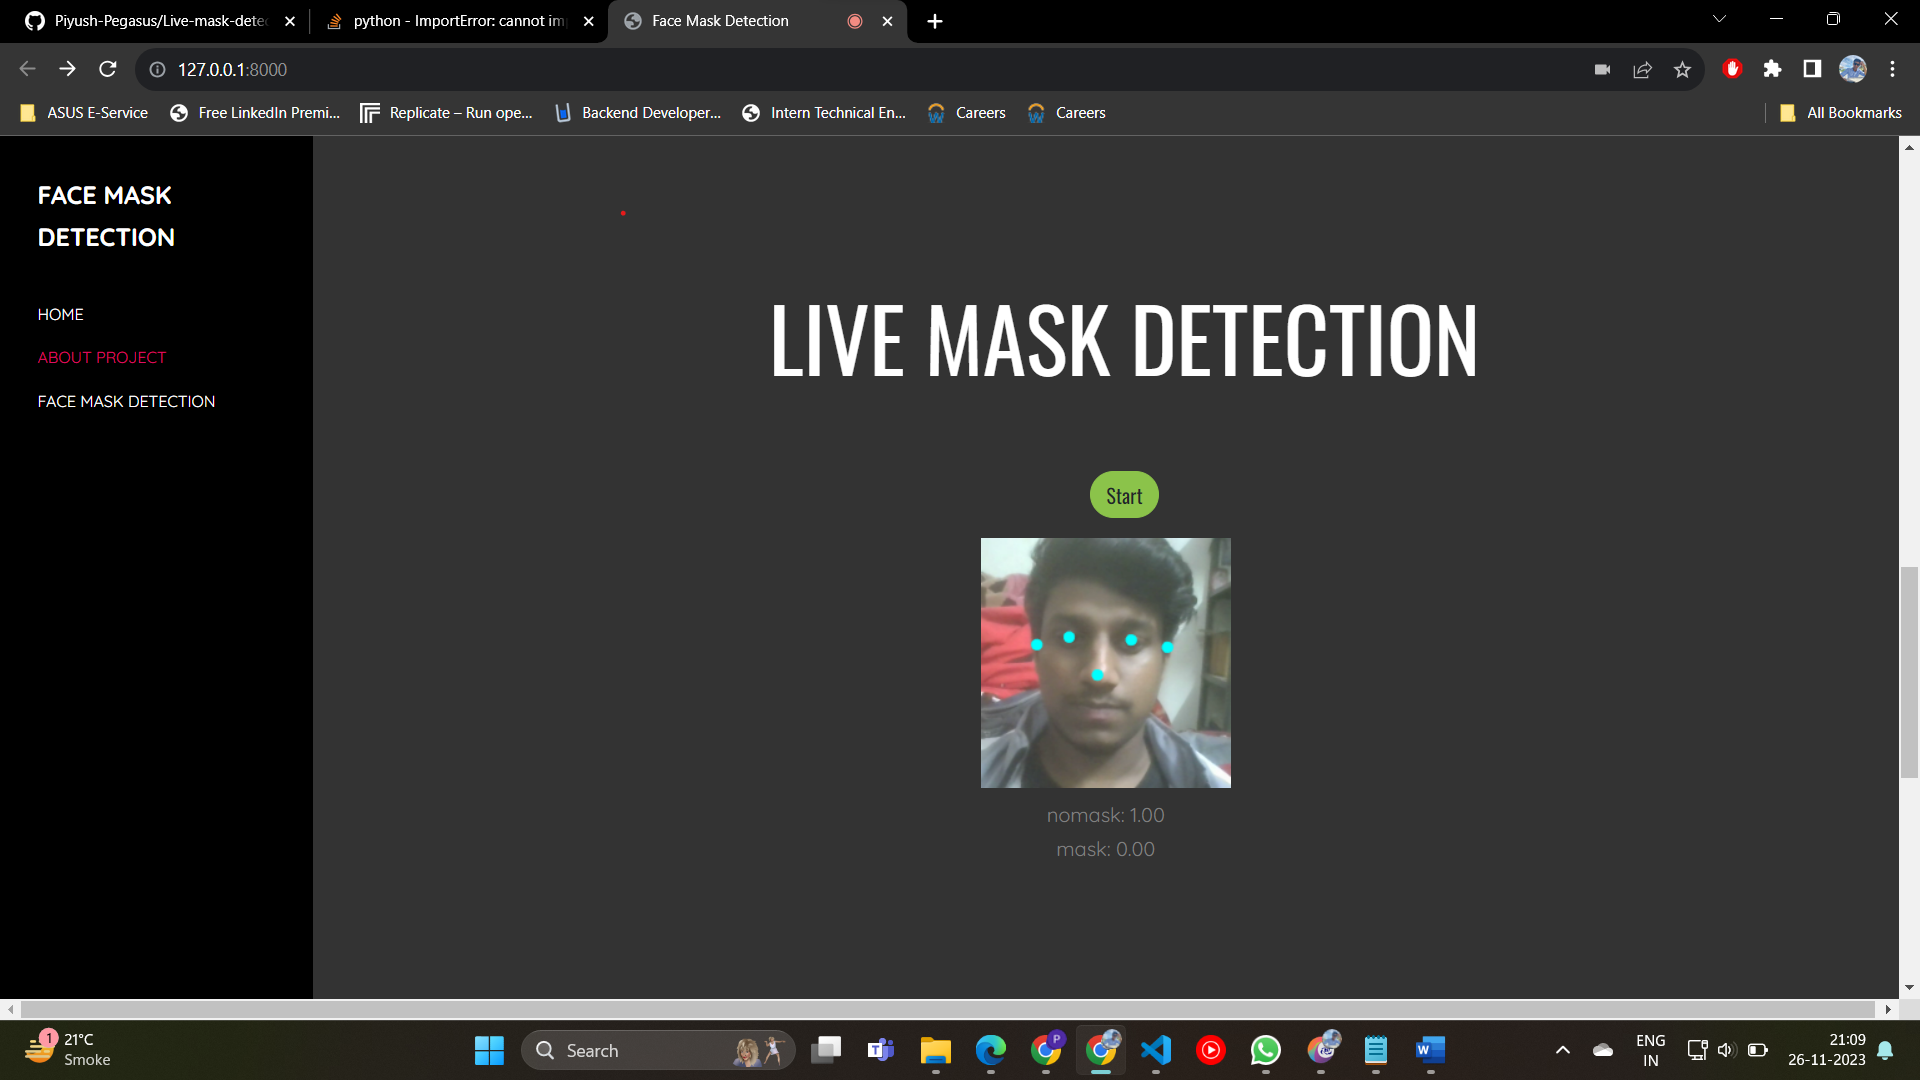 Piyush-Pegasus/Live-mask-dete
python - ImportError: cannot im
Face Mask Detection
127.0.0.1:8000
ASUS E-Service
Free LinkedIn Premi...
Replicate – Run ope...
Backend Developer...
Intern Technical En...
Careers
Careers
All Bookmarks
FACE MASK
DETECTION
HOME
ABOUT PROJECT
FACE MASK DETECTION
LIVE MASK DETECTION
Start
nomask: 1.00
mask: 0.00
1
21°C
Smoke
Search
P
ENG
IN
21:09
26-11-2023